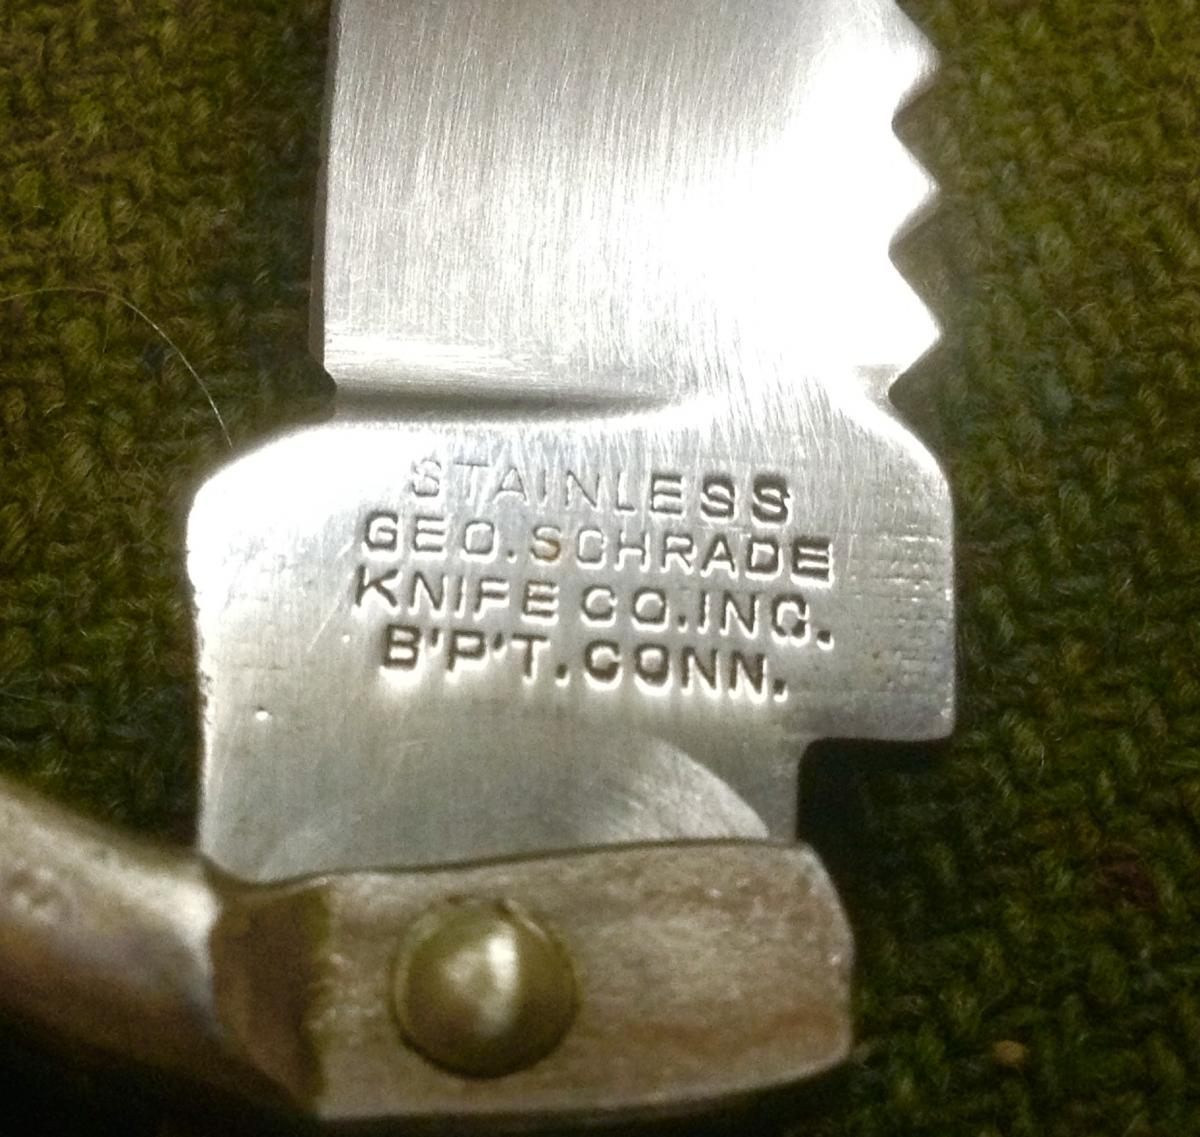 STAINLESS
GEO. SCHRADE
KNIFE CO. INC.
B'P'T. CONN.